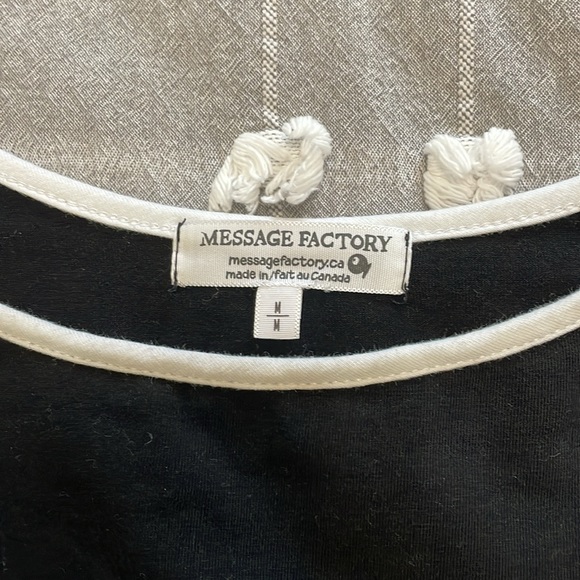 MESSAGE FACTORY
messagefactory.ca
made in/fait au Canada
M
M